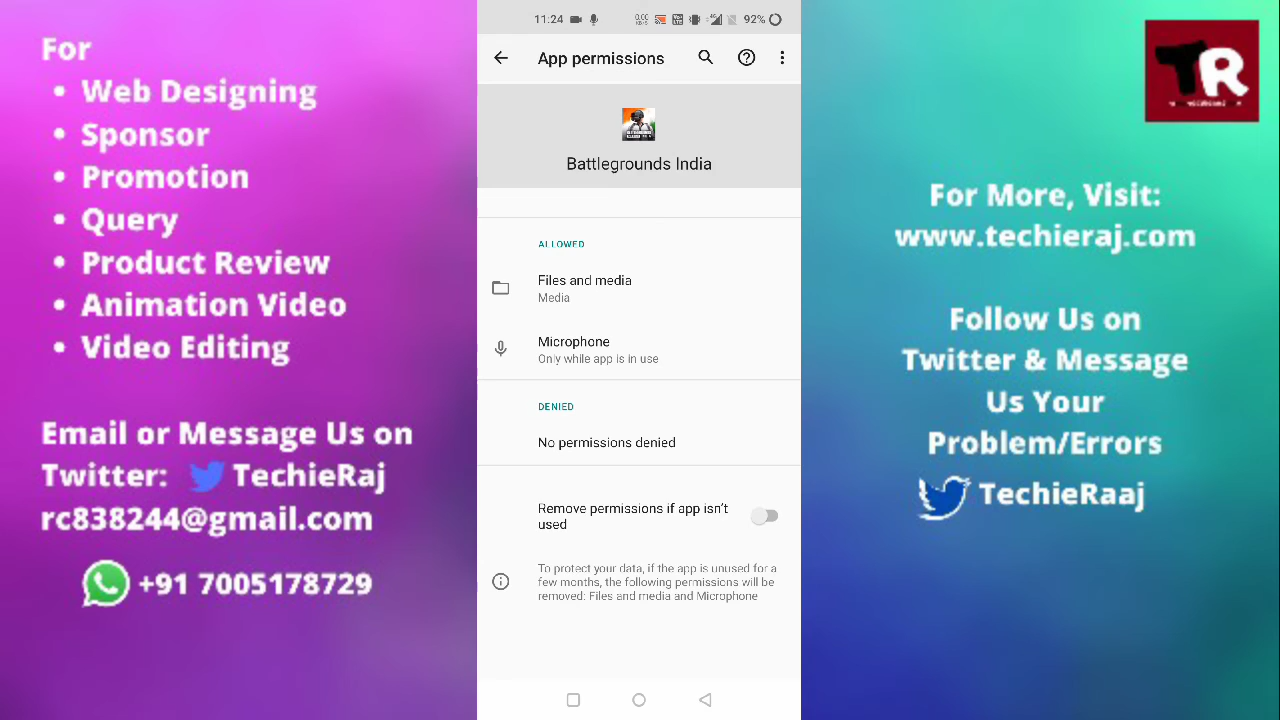 For
• Web Designing
• Sponsor
• Promotion
• Query
• Product Review
• Animation Video
• Video Editing
Email or Message Us on
Twitter: TechieRaj
rc838244@gmail.com
+91 7005178729
11:24
0.00
KB/S
4G
92%
App permissions
Battlegrounds India
ALLOWED
Files and media
Media
Microphone
Only while app is in use
DENIED
No permissions denied
Remove permissions if app isn't
used
To protect your data, if the app is unused for a
few months, the following permissions will be
removed: Files and media and Microphone
TR
For More, Visit:
www.techieraj.com
Follow Us on
Twitter & Message
Us Your
Problem/Errors
TechieRaaj